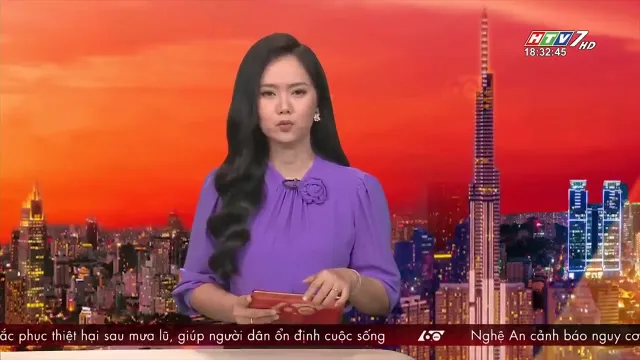 HTV7 HD
18:32:45
ắc phục thiệt hại sau mưa lũ, giúp người dân ổn định cuộc sống
60
Nghệ An cảnh báo nguy cơ